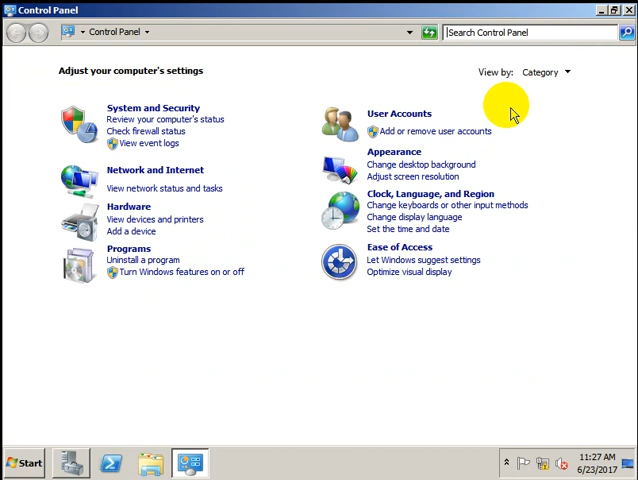 Control Panel
Control Panel
Search Control Panel
Adjust your computer's settings
View by: Category
System and Security
Review your computer's status
Check firewall status
View event logs
Network and Internet
View network status and tasks
Hardware
View devices and printers
Add a device
Programs
Uninstall a program
Turn Windows features on or off
User Accounts
Add or remove user accounts
Appearance
Change desktop background
Adjust screen resolution
Clock, Language, and Region
Change keyboards or other input methods
Change display language
Set the time and date
Ease of Access
Let Windows suggest settings
Optimize visual display
Start
11:27 AM
6/23/2017